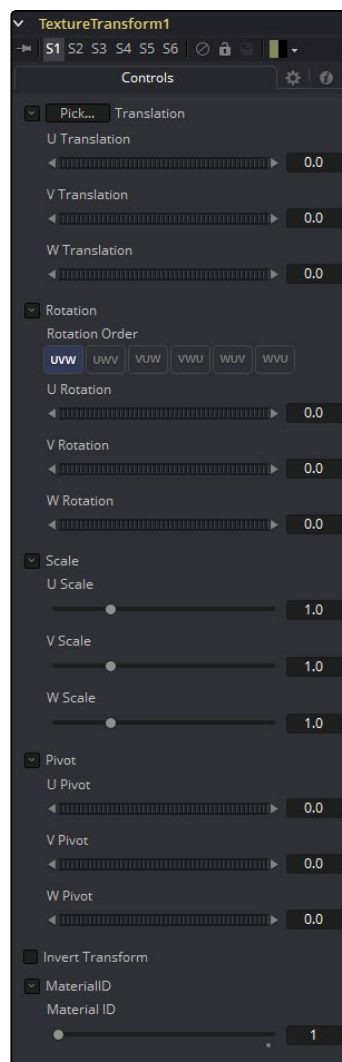 TextureTransform1
S1 S2 S3 S4 S5 S6
Controls
Pick... Translation
U Translation
0.0
V Translation
0.0
W Translation
0.0
Rotation
Rotation Order
UVW UWV VUW VWU WUV WVU
U Rotation
0.0
V Rotation
0.0
W Rotation
0.0
Scale
U Scale
1.0
V Scale
1.0
W Scale
1.0
Pivot
U Pivot
0.0
V Pivot
0.0
W Pivot
0.0
Invert Transform
MaterialID
Material ID
1